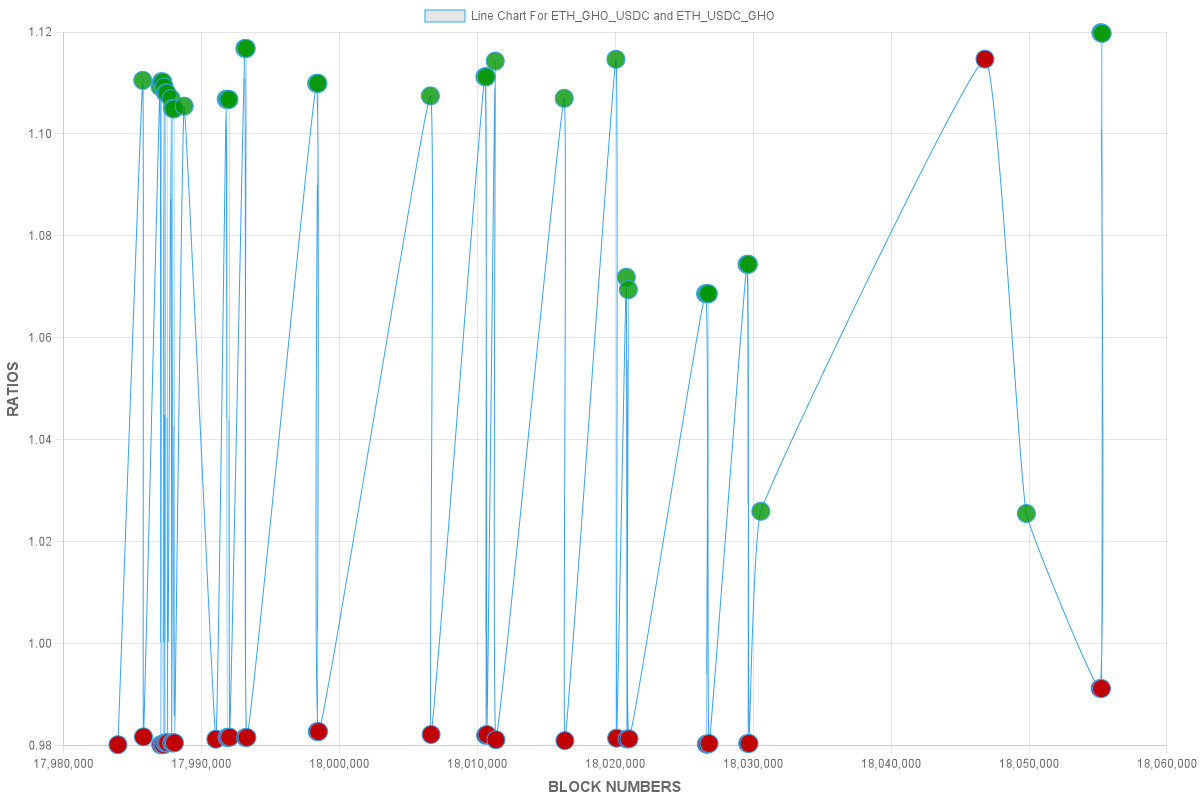 Line Chart For ETH_GHO_USDC and ETH_USDC_GHO
1.12
1.10
1.08
1.06
1.04
1.02
1.00
0.98
RATIOS
17,980,000 17,990,000 18,000,000 18,010,000 18,020,000 18,030,000 18,040,000 18,050,000 18,060,000
BLOCK NUMBERS